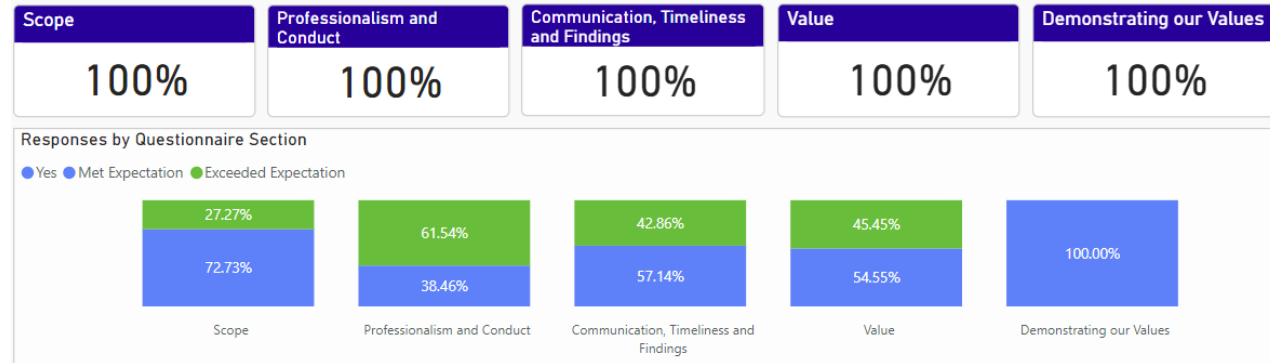 Scope
Professionalism and
Conduct
Communication, Timeliness
and Findings
Value
Demonstrating our Values
100%
100%
100%
100%
100%
Responses by Questionnaire Section
Yes Met Expectation Exceeded Expectation
27.27%
61.54%
42.86%
45.45%
100.00%
72.73%
38.46%
57.14%
54.55%
Scope
Professionalism and Conduct
Communication, Timeliness and
Findings
Value
Demonstrating our Values